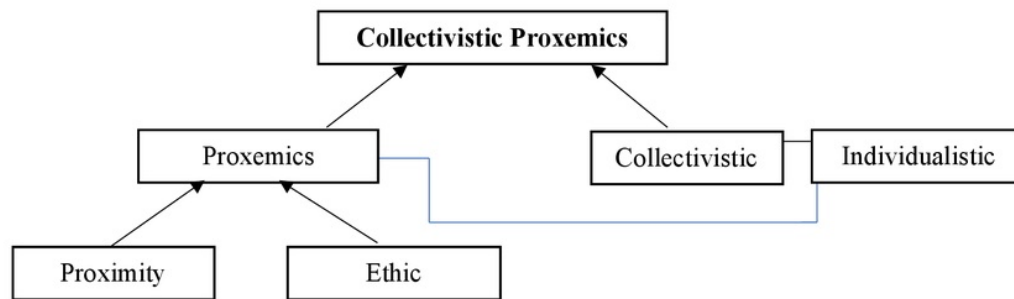 Collectivistic Proxemics
Proxemics
Collectivistic
Individualistic
Proximity
Ethic